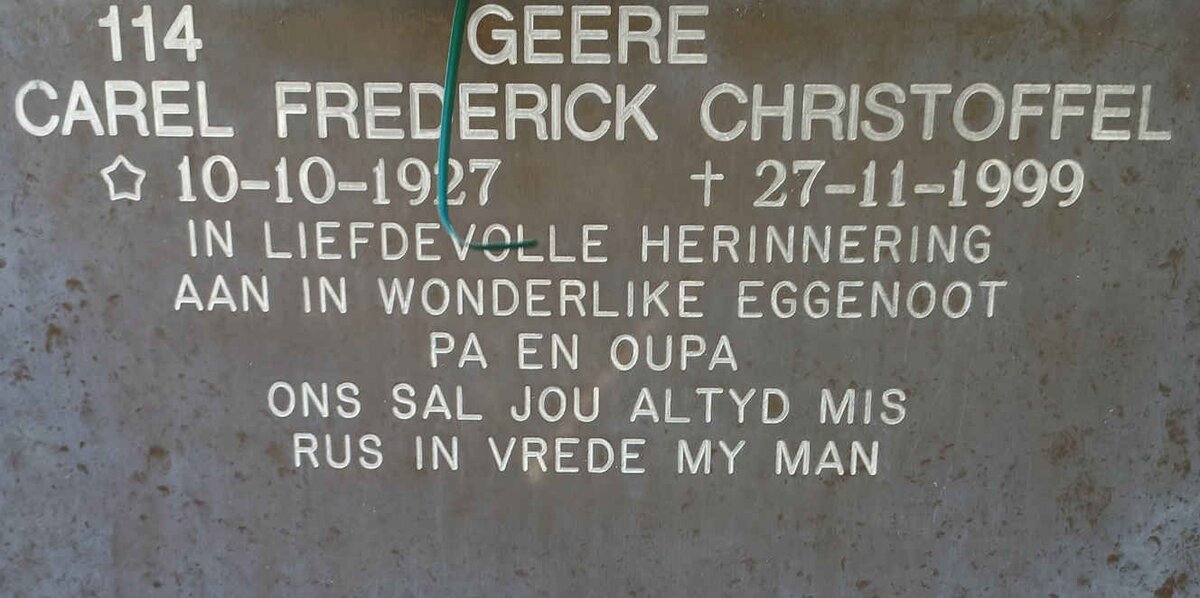 114 GEERE
CAREL FREDERICK CHRISTOFFEL
☆ 10-10-1927 † 27-11-1999
IN LIEFDEVOLLE HERINNERING
AAN IN WONDERLIKE EGGENOOT
PA EN OUPA
ONS SAL JOU ALTYD MIS
RUS IN VREDE MY MAN